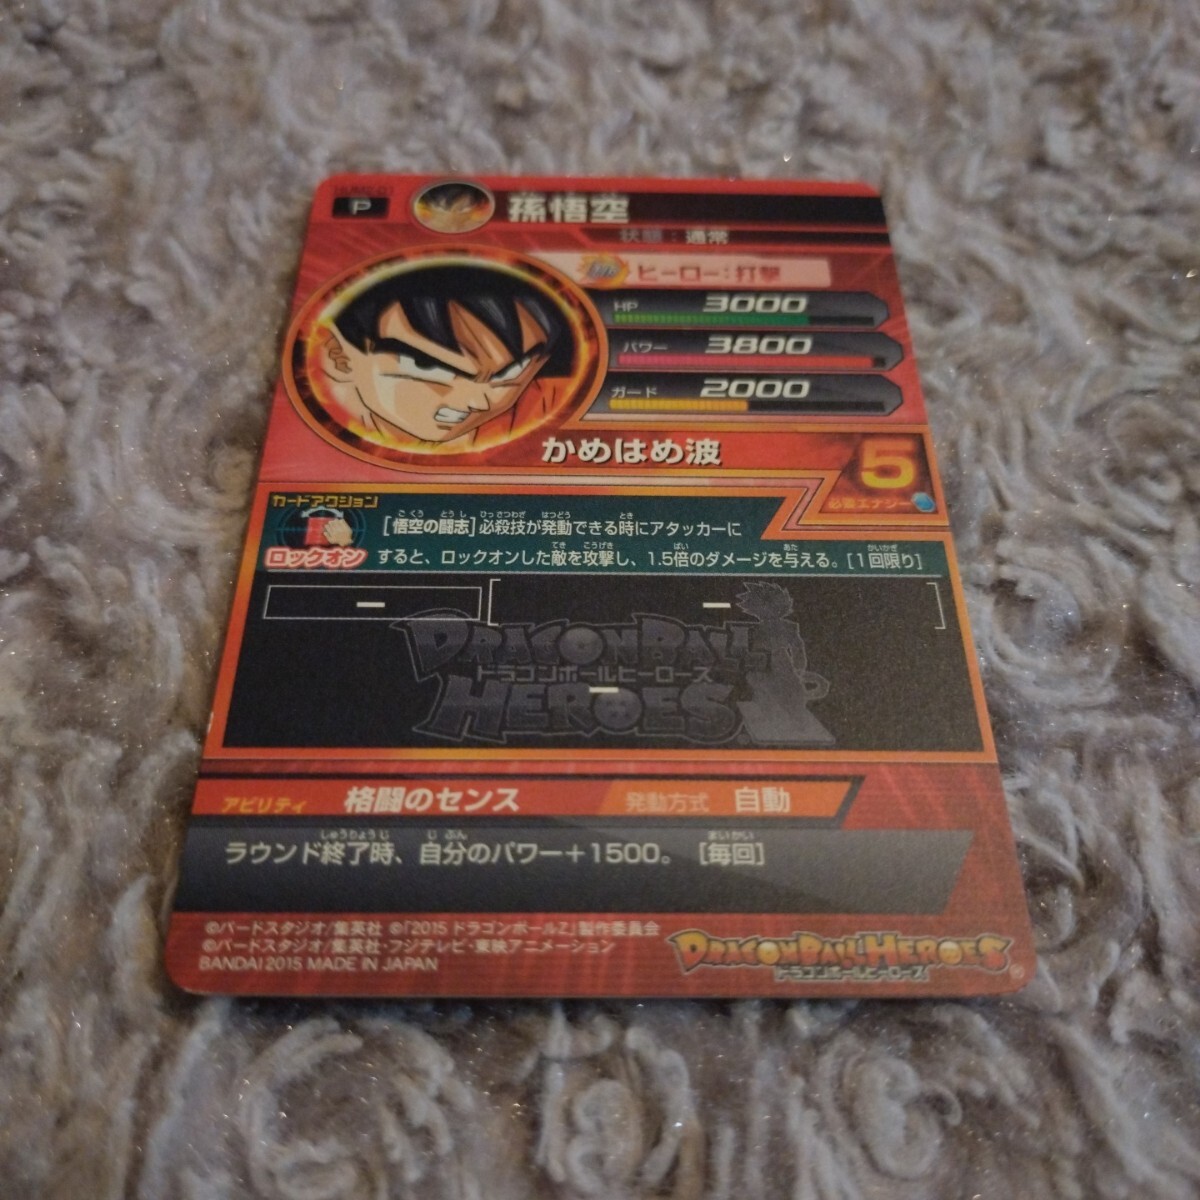 P
孫悟空
状態：通常
ヒーロー：打撃
HP 3000
パワー 3800
ガード 2000
かめはめ波
5
必要エナジー
カードアクション
ロックオン
[悟空の闘志]必殺技が発動できる時にアタッカーに
すると、ロックオンした敵を攻撃し、1.5倍のダメージを与える。[1回限り]
DRAGON BALL
ドラゴンボールヒーローズ
HEROES
アビリティ 格闘のセンス 発動方式 自動
ラウンド終了時、自分のパワー＋1500。 [毎回]
©バードスタジオ/集英社 ©「2015 ドラゴンボールZ」製作委員会
©バードスタジオ/集英社・フジテレビ・東映アニメーション
BANDAI 2015 MADE IN JAPAN
DRAGON BALL HEROES
ドラゴンボールヒーローズ